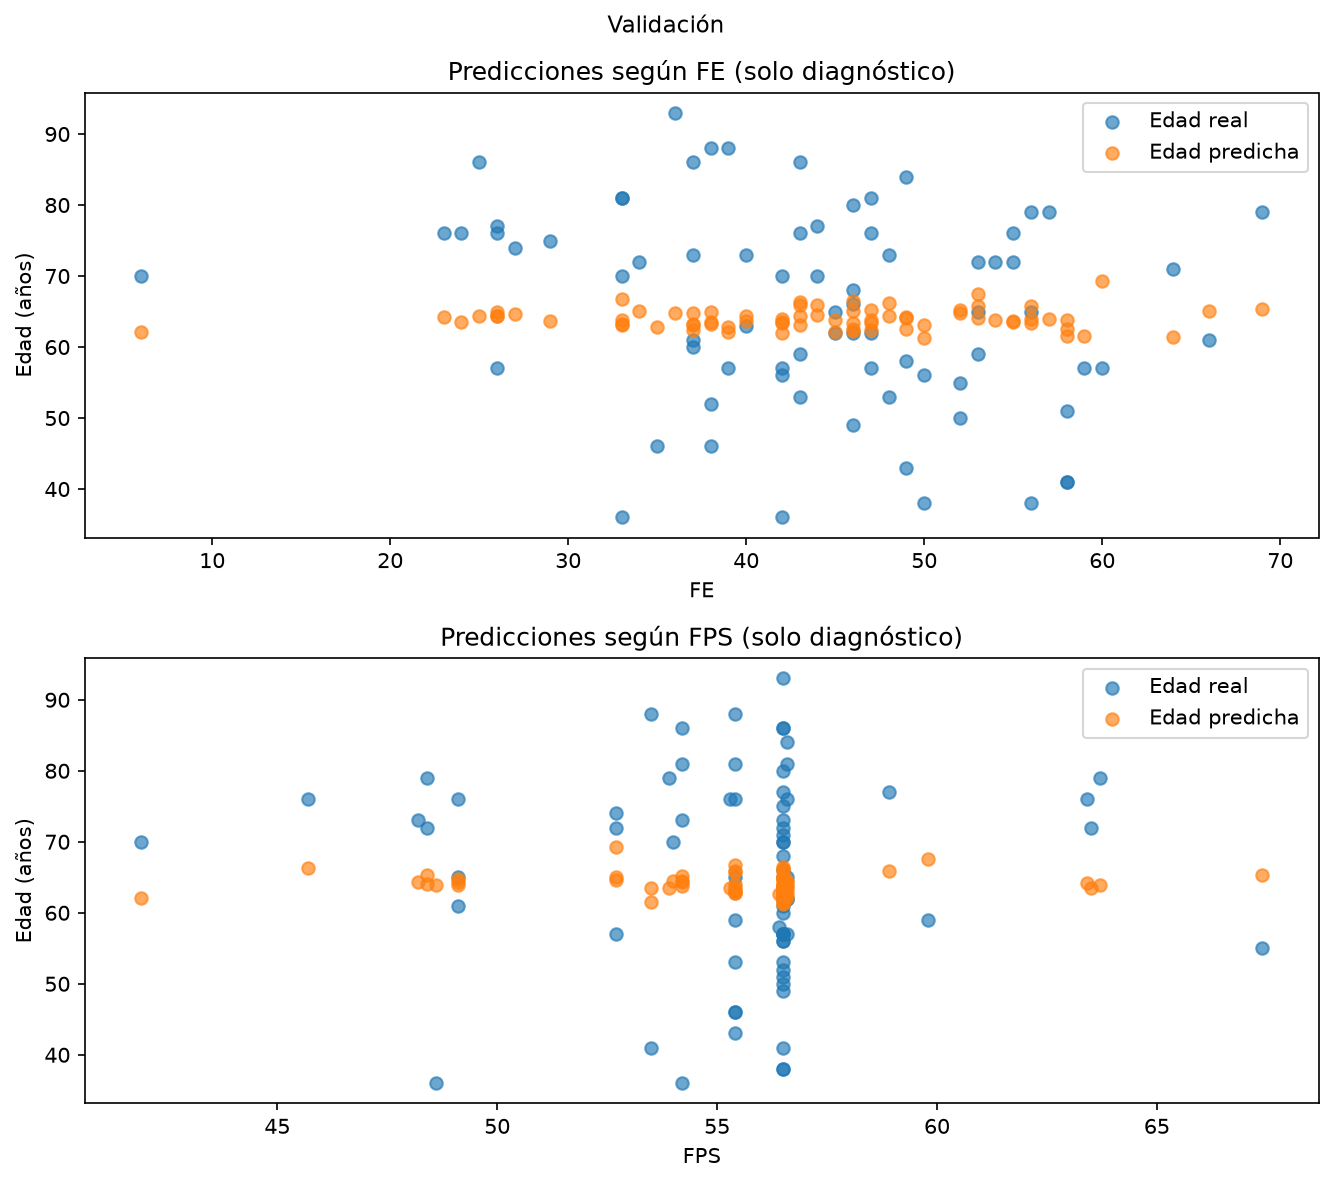 Validación
Predicciones según FE (solo diagnóstico)
Edad real
Edad predicha
Edad (años)
90
80
70
60
50
40
10 20 30 40 50 60 70
FE
Predicciones según FPS (solo diagnóstico)
Edad real
Edad predicha
Edad (años)
90
80
70
60
50
40
45 50 55 60 65
FPS